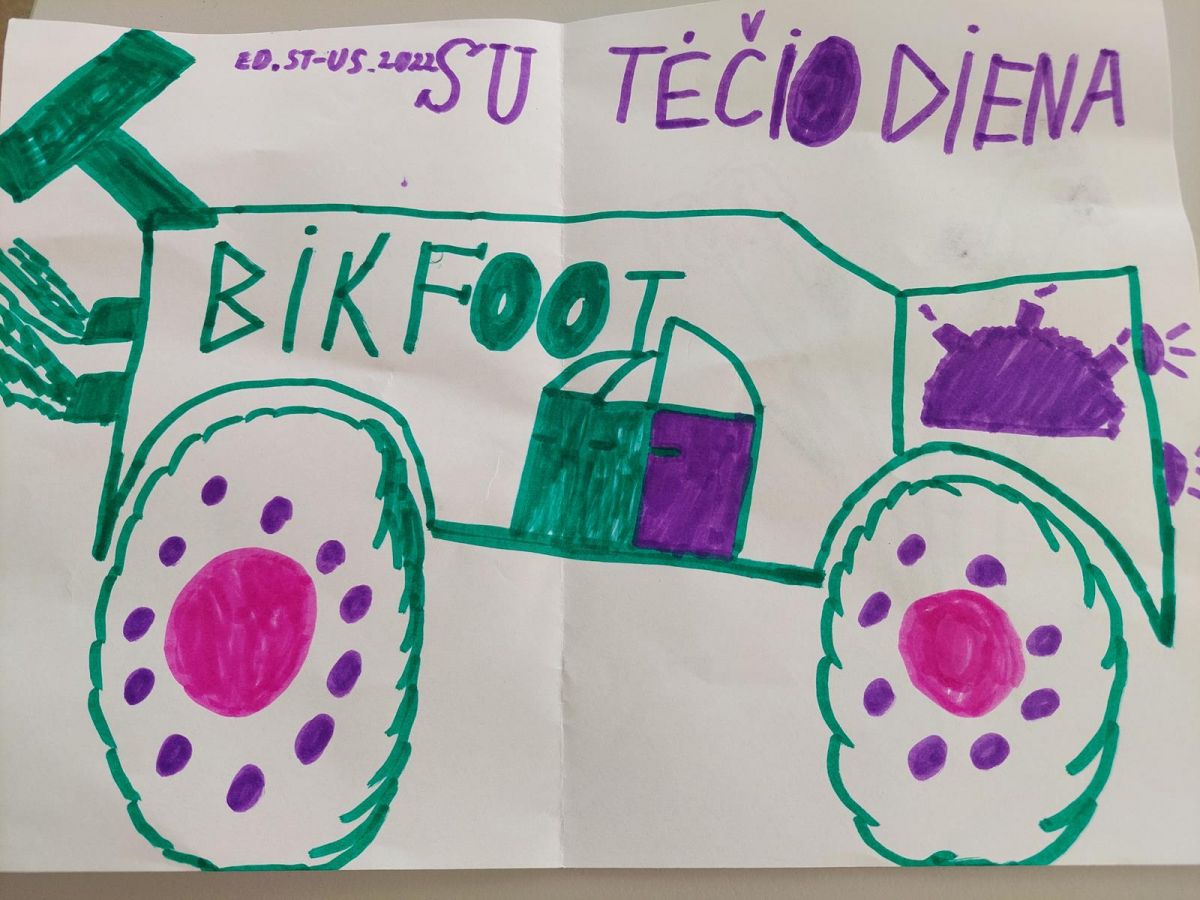 ED.ST-US.2022 SU TĖČIO DIENA
BIKFOOT